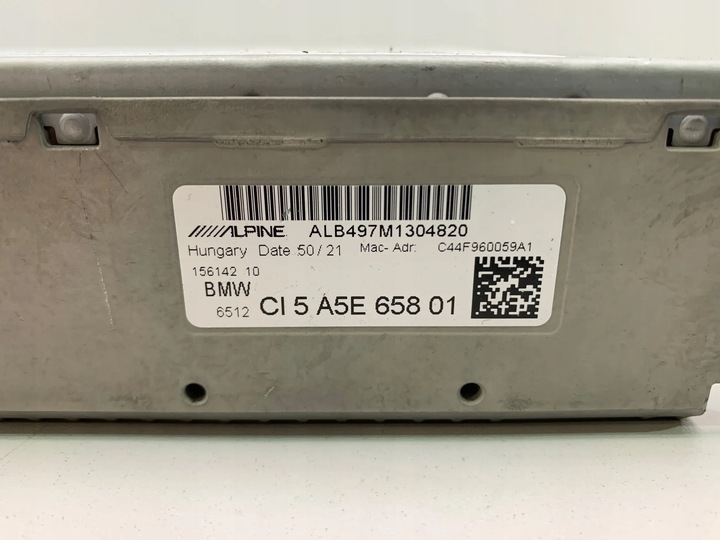 ALPINE ALB497M1304820
Hungary Date 50/21 Mac-Adr: C44F960059A1
156142 10
BMW
6512 CI 5 A5E 658 01